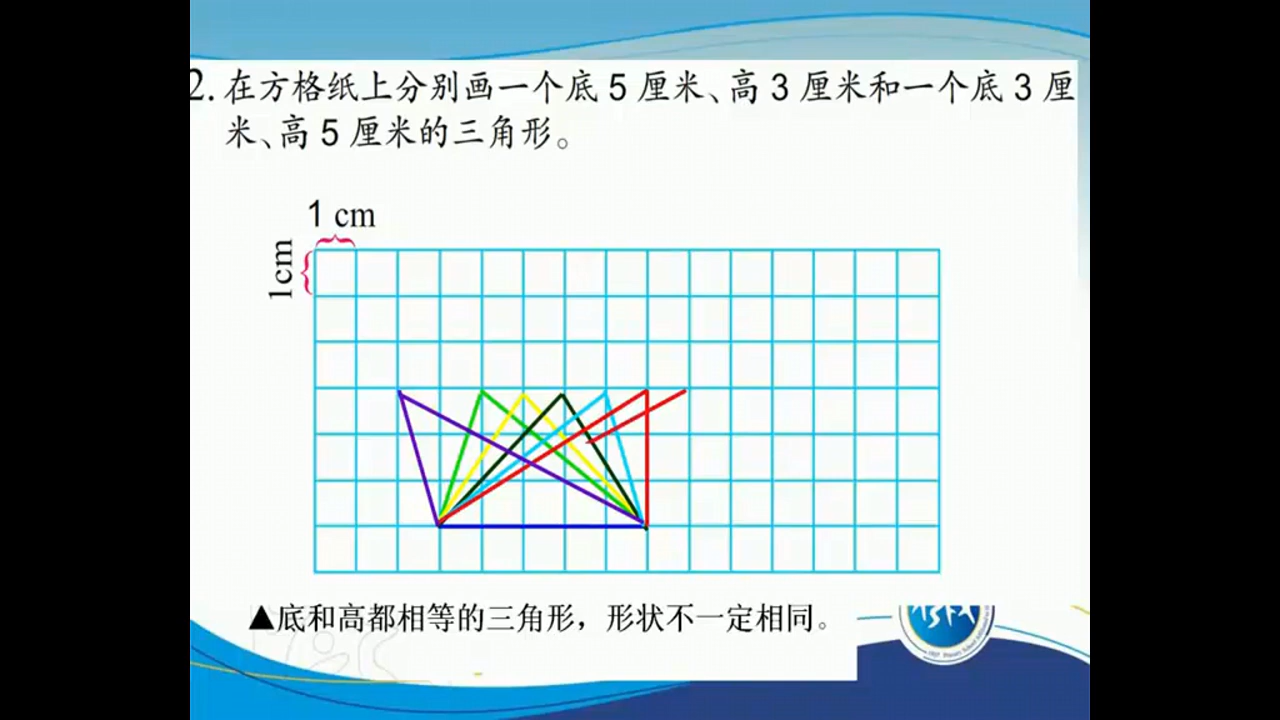 2.在方格纸上分别画一个底 5 厘米、高 3 厘米和一个底 3 厘
米、高 5 厘米的三角形。
1 cm
1cm
▲底和高都相等的三角形，形状不一定相同。